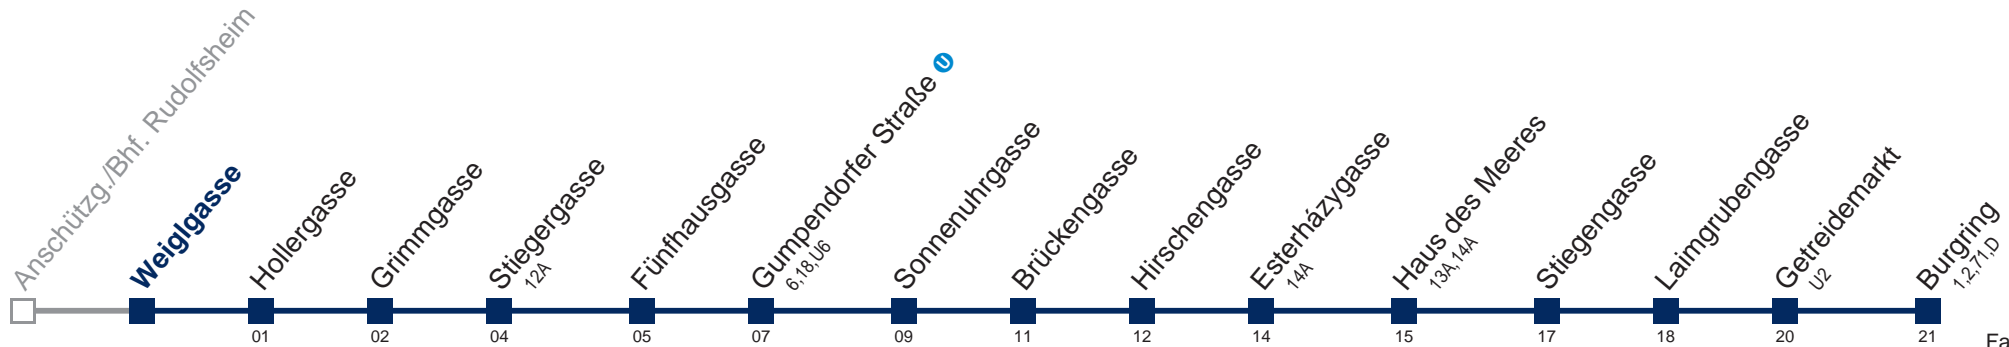 Anschützg./Bhf. Rudolfsheim
Weiglgasse
Hollergasse
01
Grimmgasse
02
Stiegergasse
12A
04
Fünfhausgasse
05
Gumpendorfer Straße U
6,18,U6
07
Sonnenuhrgasse
09
Brückengasse
11
Hirschengasse
12
Esterházygasse
14A
14
Haus des Meeres
13A,14A
15
Stiegengasse
17
Laimgrubengasse
18
Getreidemarkt
U2
20
Burgring
1,2,71,D
21
Fa